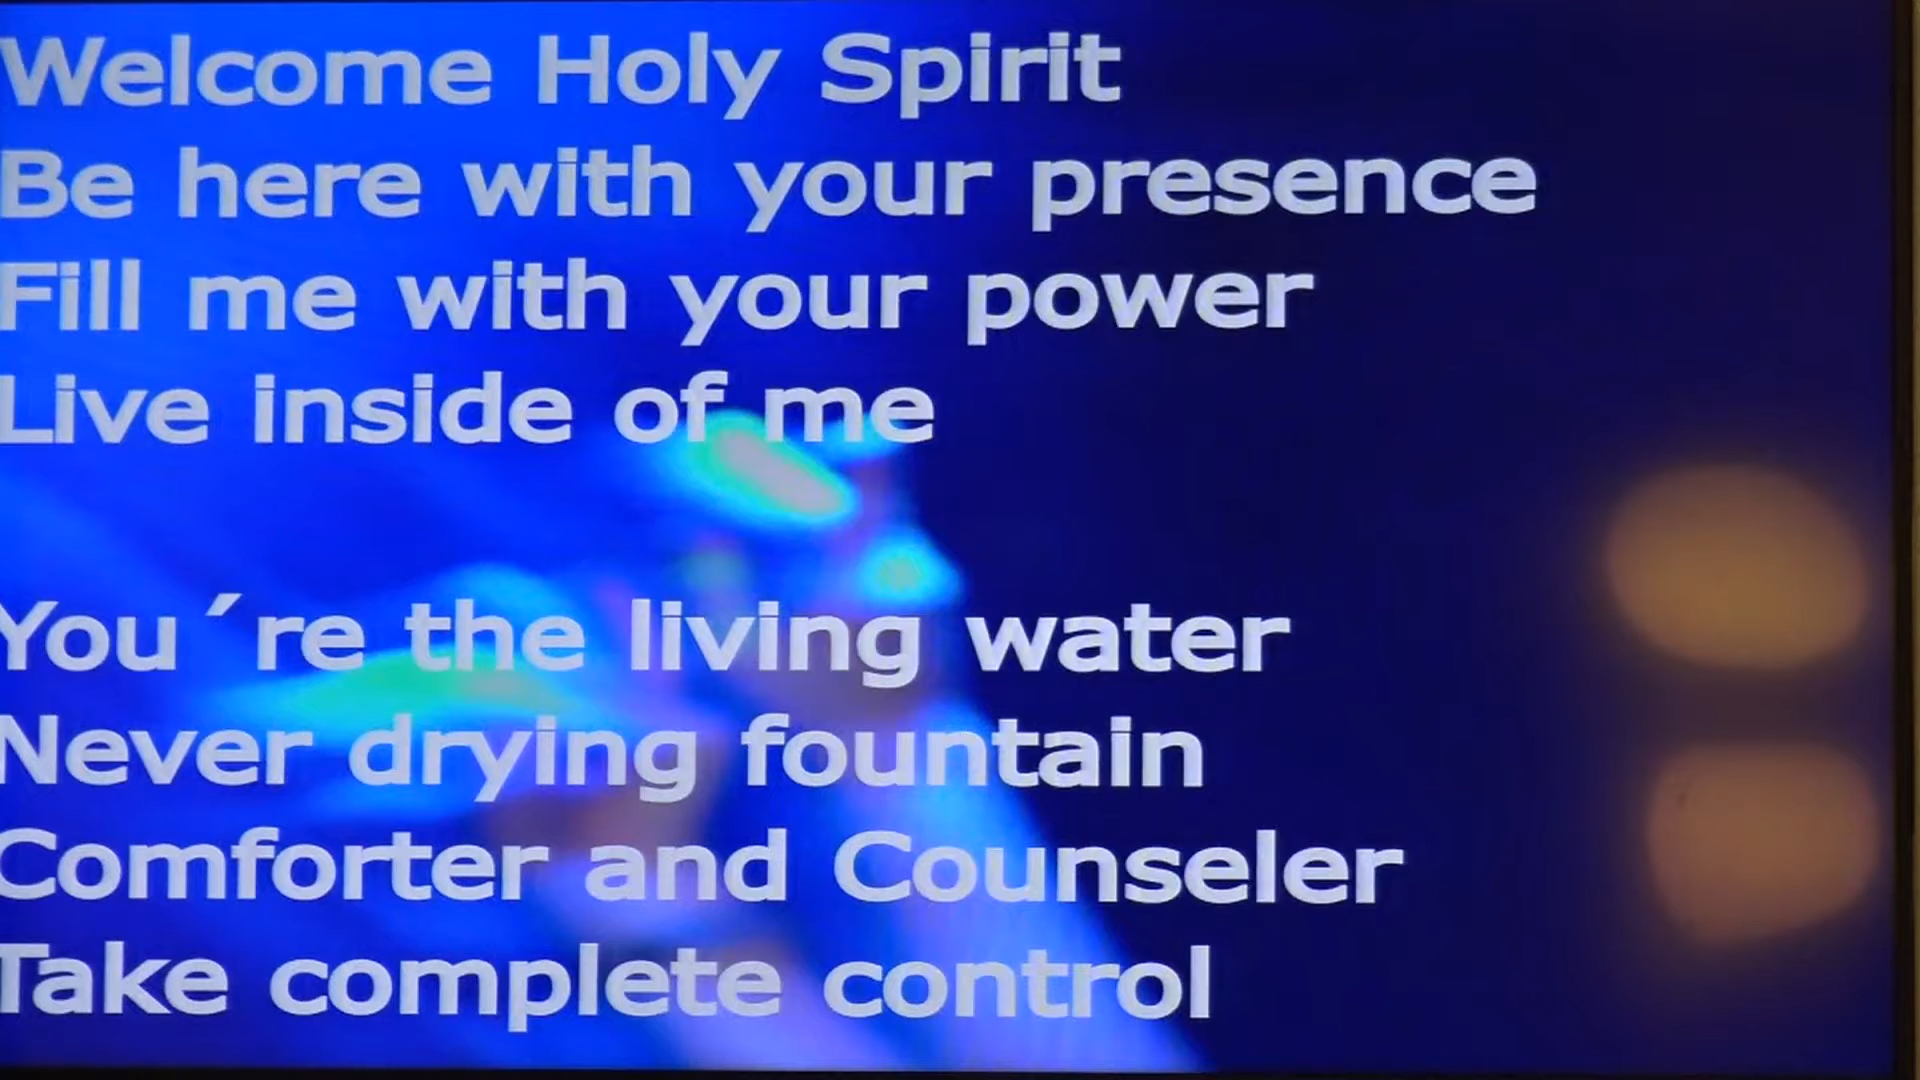 Welcome Holy Spirit
Be here with your presence
Fill me with your power
Live inside of me
You´re the living water
Never drying fountain
Comforter and Counseler
Take complete control